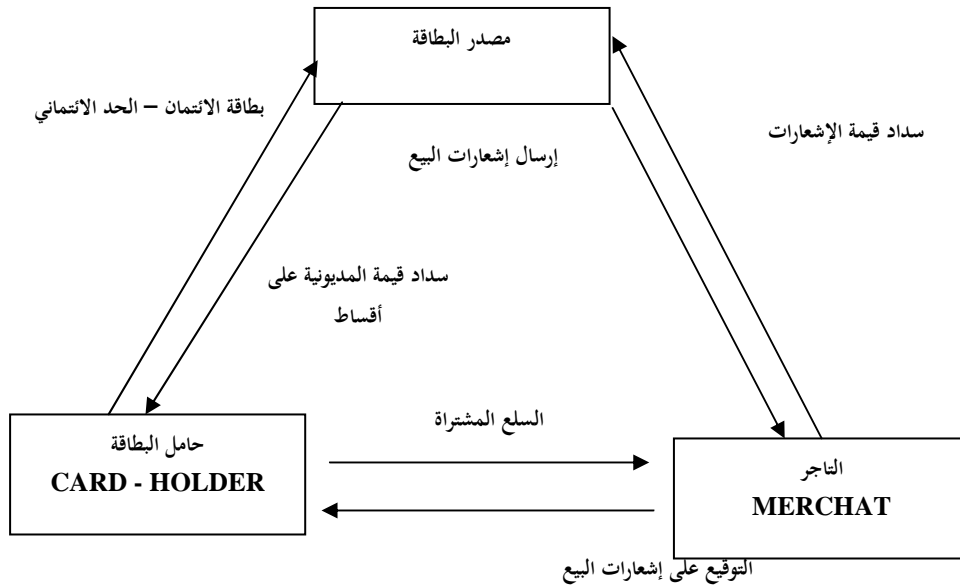 مصدر البطاقة
بطاقة الائتمان – الحد الائتماني
سداد قيمة الإشعارات
إرسال إشعارات البيع
سداد قيمة المديونية على
أقساط
السلع المشتراة
حامل البطاقة
CARD - HOLDER
التاجر
MERCHAT
التوقيع على إشعارات البيع